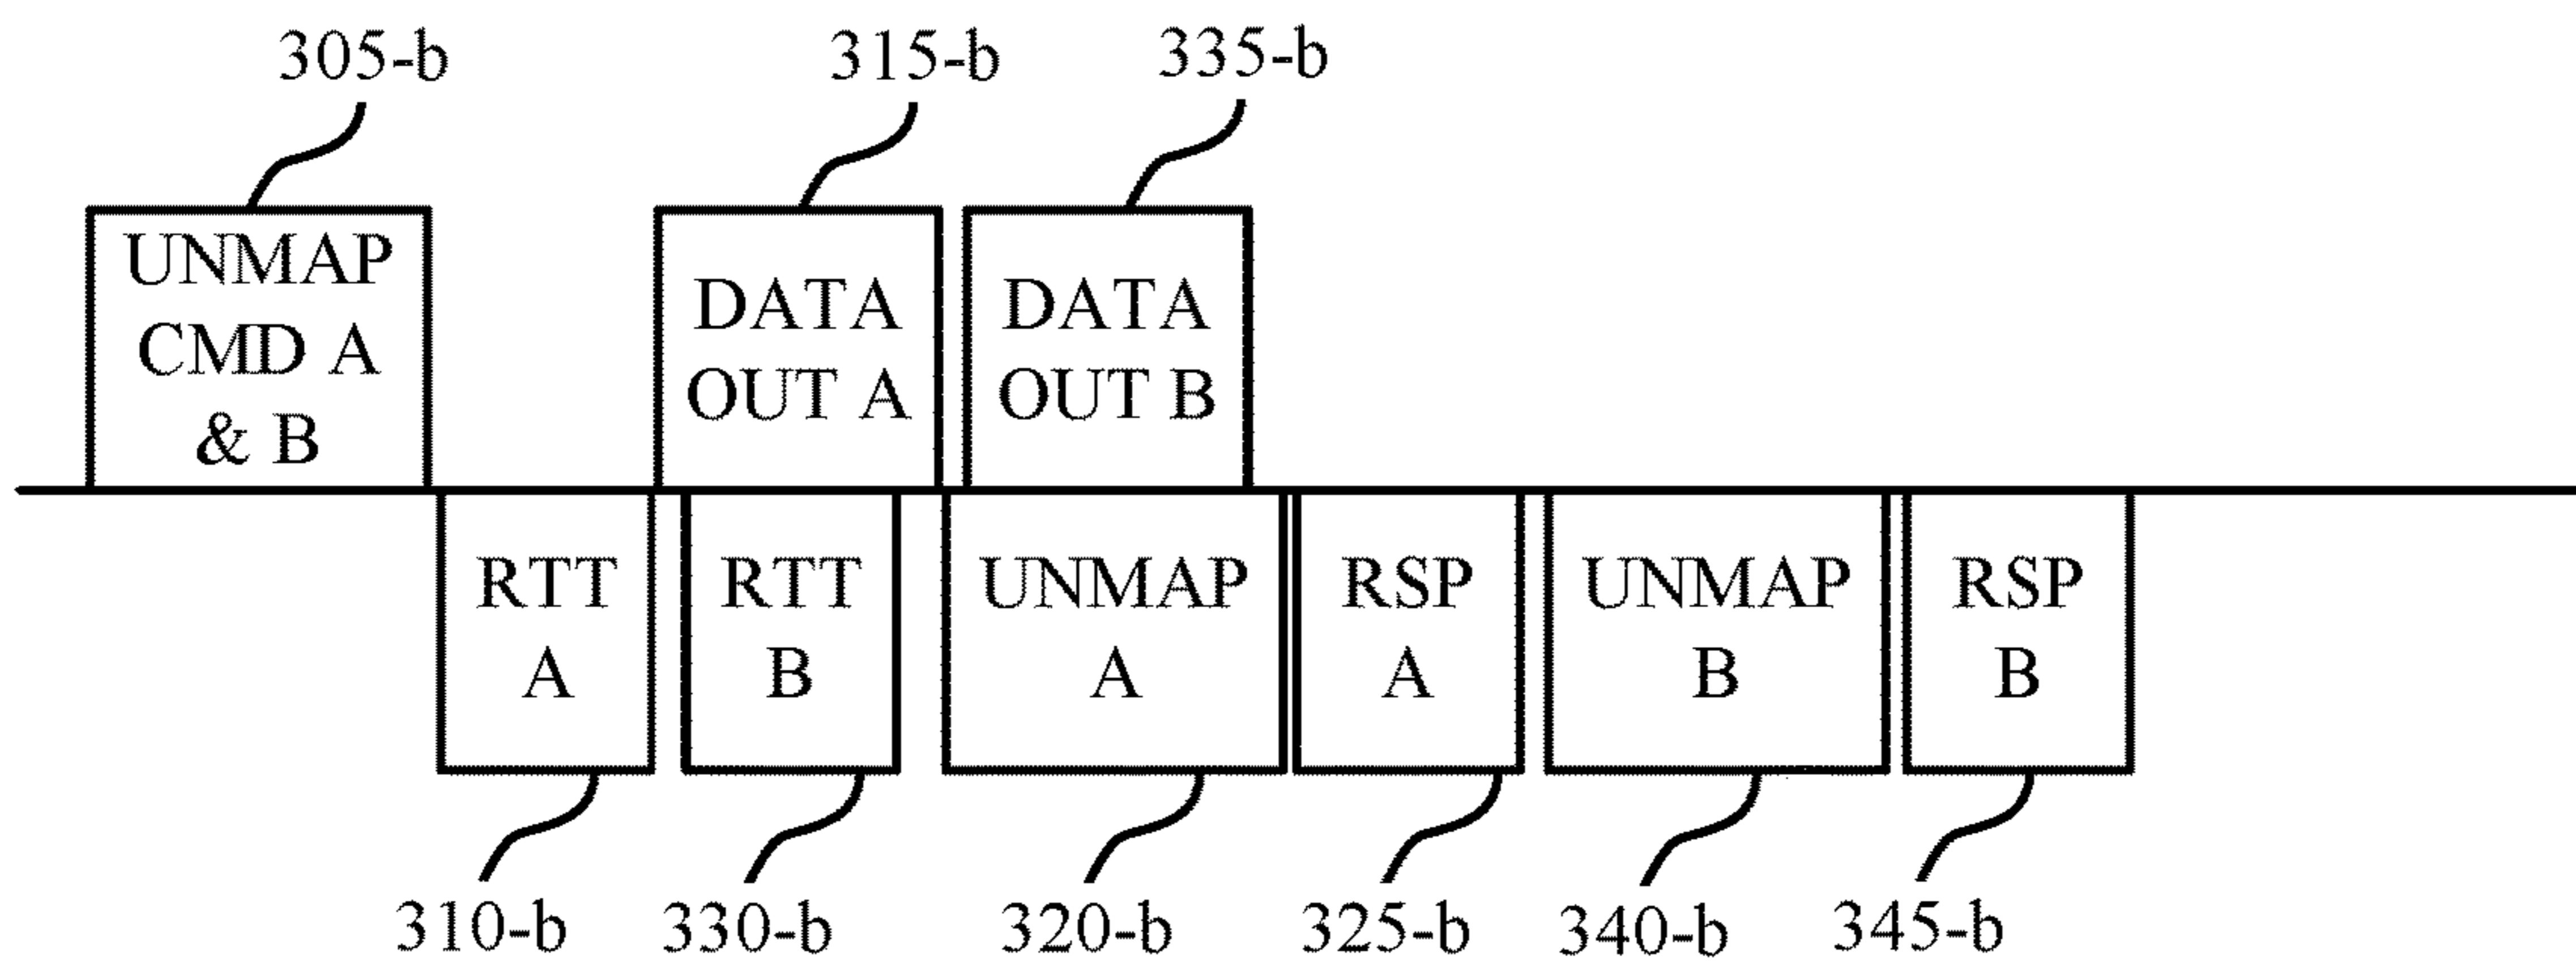 305-b
315-b
335-b
UNMAP
CMD A
& B
DATA
OUT A
DATA
OUT B
RTT
A
RTT
B
UNMAP
A
RSP
A
UNMAP
B
RSP
B
310-b
330-b
320-b
325-b
340-b
345-b